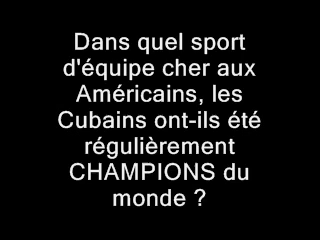 Dans quel sport
d'équipe cher aux
Américains, les
Cubains ont-ils été
régulièrement
CHAMPIONS du
monde ?